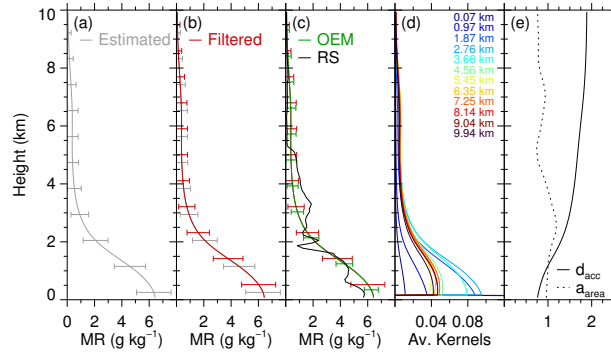 (a)
Estimated
(b)
Filtered
(c)
OEM
RS
(d)
0.07 km
0.97 km
1.87 km
2.76 km
3.66 km
4.56 km
5.45 km
6.35 km
7.25 km
8.14 km
9.04 km
9.94 km
(e)
d_acc
a_area
Height (km)
10
8
6
4
2
0
0 2 4 6
MR (g kg⁻¹)
0 2 4 6
MR (g kg⁻¹)
0 2 4 6
MR (g kg⁻¹)
0.04 0.08
Av. Kernels
1 2